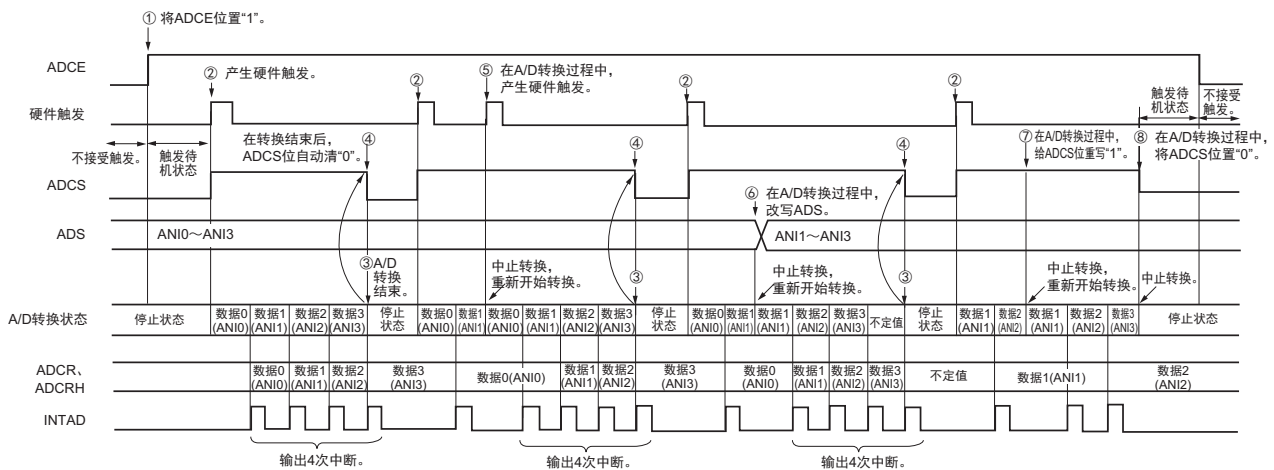 ① 将ADCE位置“1”。
ADCE
② 产生硬件触发。
②
⑤ 在A/D转换过程中，
产生硬件触发。
②
②
触发待
机状态
不接受
触发。
硬件触发
不接受触发。
触发待
机状态
在转换结束后，
ADCS位自动清“0”。
④
④
④
⑦ 在A/D转换过程中，
给ADCS位重写“1”。
⑧ 在A/D转换过程中，
将ADCS位置“0”。
ADCS
⑥ 在A/D转换过程中，
改写ADS。
ADS
ANI0～ANI3
ANI1～ANI3
③A/D
转换
结束。
中止转换，
重新开始转换。
③
中止转换，
重新开始转换。
③
中止转换，
重新开始转换。
中止转换。
A/D转换状态
停止状态
数据0
(ANI0)
数据1
(ANI1)
数据2
(ANI2)
数据3
(ANI3)
停止
状态
数据0
(ANI0)
数据1
(ANI1)
数据0
(ANI0)
数据1
(ANI1)
数据2
(ANI2)
数据3
(ANI3)
停止
状态
数据0
(ANI0)
数据1
(ANI1)
数据1
(ANI1)
数据2
(ANI2)
数据3
(ANI3)
不定值
停止
状态
数据1
(ANI1)
数据2
(ANI2)
数据1
(ANI1)
数据2
(ANI2)
数据3
(ANI3)
停止状态
ADCR、
ADCRH
数据0
(ANI0)
数据1
(ANI1)
数据2
(ANI2)
数据3
(ANI3)
数据0(ANI0)
数据1
(ANI1)
数据2
(ANI2)
数据3
(ANI3)
数据0
(ANI0)
数据1
(ANI1)
数据2
(ANI2)
数据3
(ANI3)
不定值
数据1(ANI1)
数据2
(ANI2)
INTAD
输出4次中断。
输出4次中断。
输出4次中断。